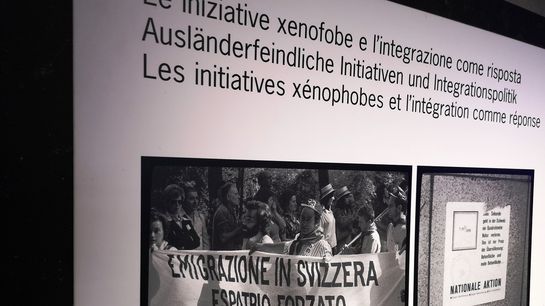 Le iniziative xenofobe e l'integrazione come risposta
Ausländerfeindliche Initiativen und Integrationspolitik
Les initiatives xénophobes et l'intégration comme réponse
EMIGRAZIONE IN SVIZZERA
ESPATRIO FORZATO
NATIONALE AKTION